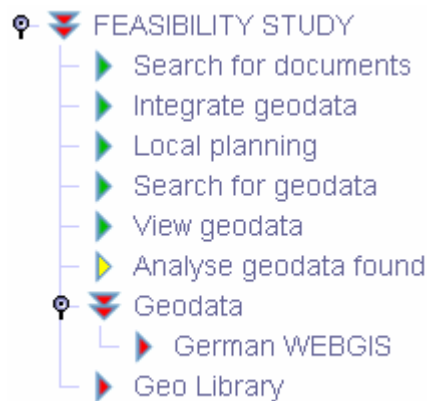 FEASIBILITY STUDY
Search for documents
Integrate geodata
Local planning
Search for geodata
View geodata
Analyse geodata found
Geodata
German WEBGIS
Geo Library